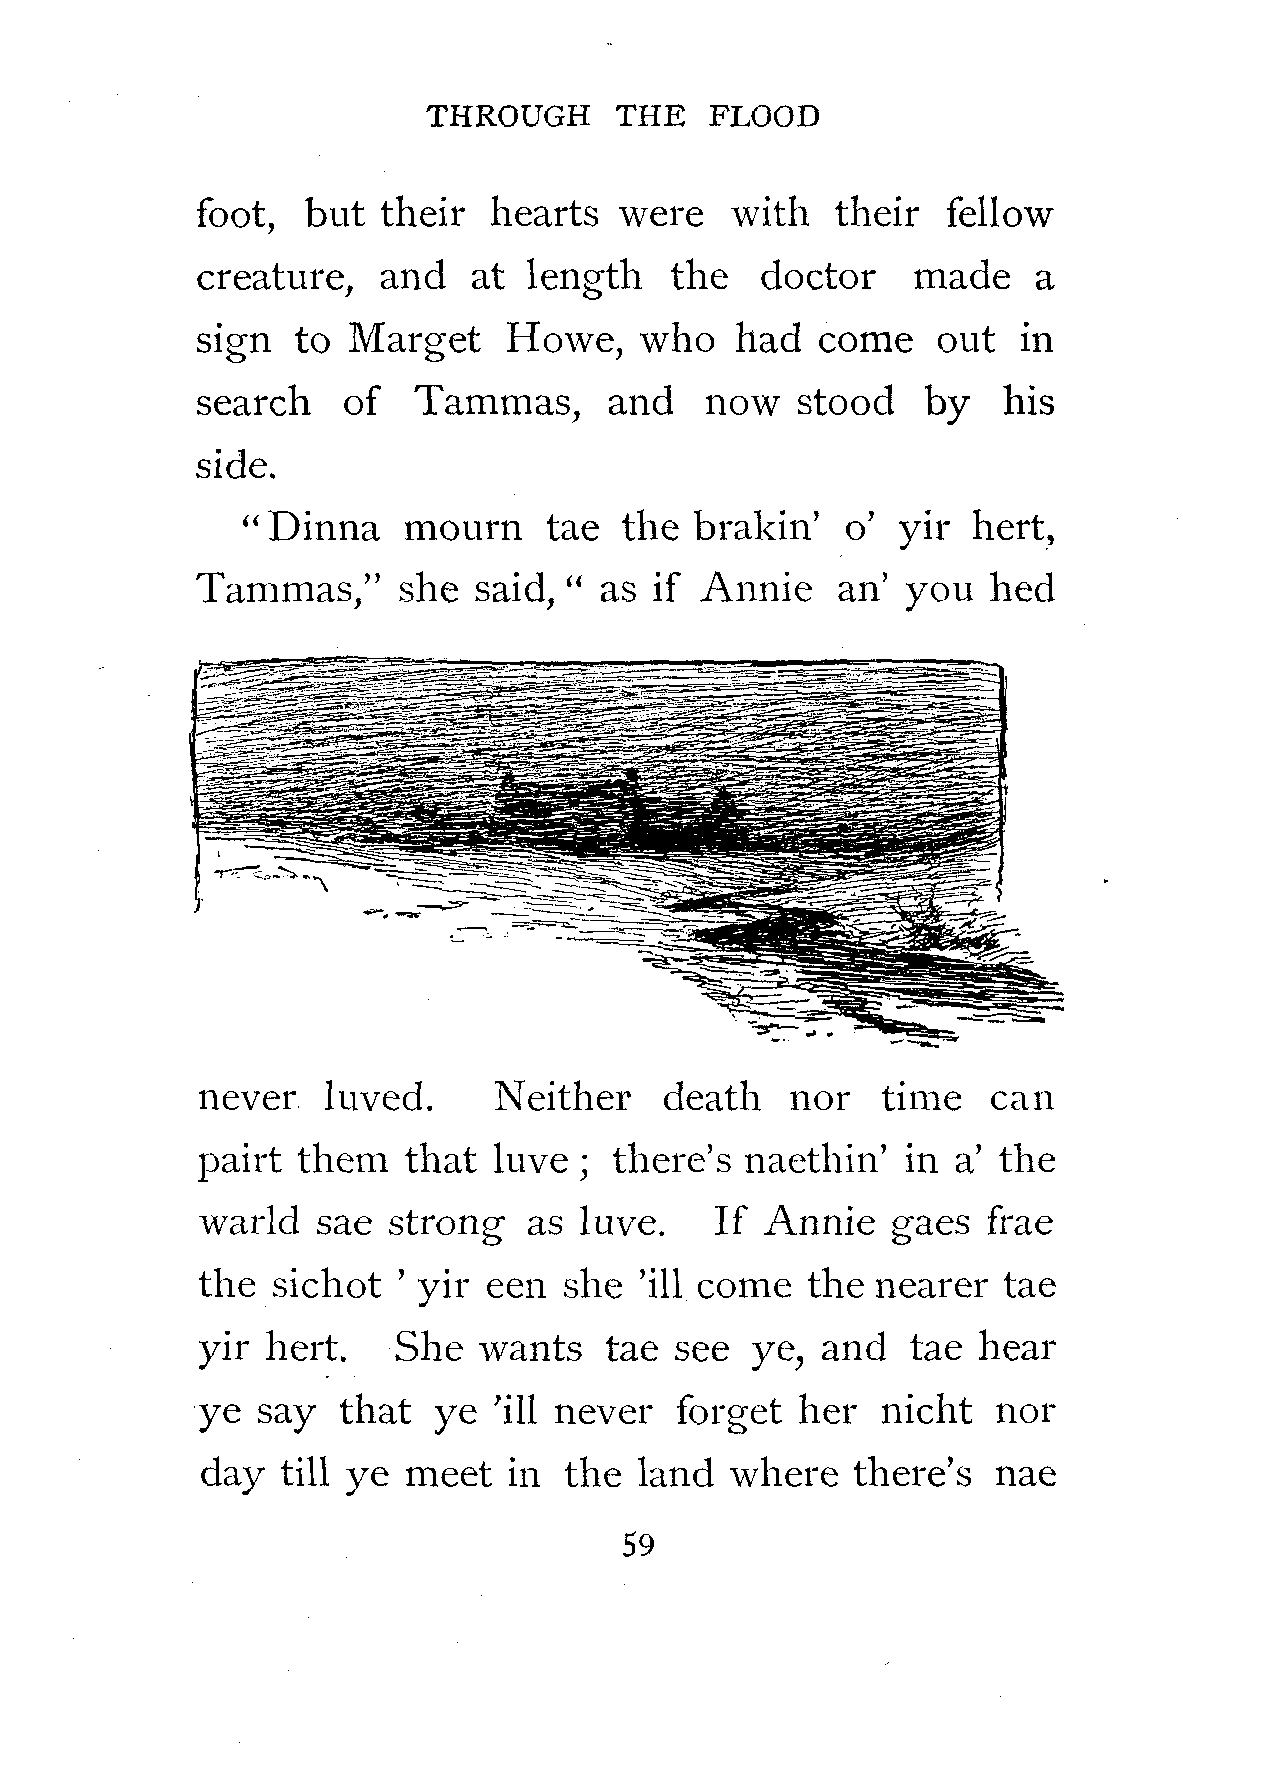 THROUGH THE FLOOD
foot, but their hearts were with their fellow
creature, and at length the doctor made a
sign to Marget Howe, who had come out in
search of Tammas, and now stood by his
side.
“ Dinna mourn tae the brakin’ o’ yir hert,
Tammas,” she said, “ as if Annie an’ you hed
never luved. Neither death nor time can
pairt them that luve ; there’s naethin’ in a’ the
warld sae strong as luve. If Annie gaes frae
the sichot ’ yir een she ’ill come the nearer tae
yir hert. She wants tae see ye, and tae hear
ye say that ye ’ill never forget her nicht nor
day till ye meet in the land where there’s nae
59